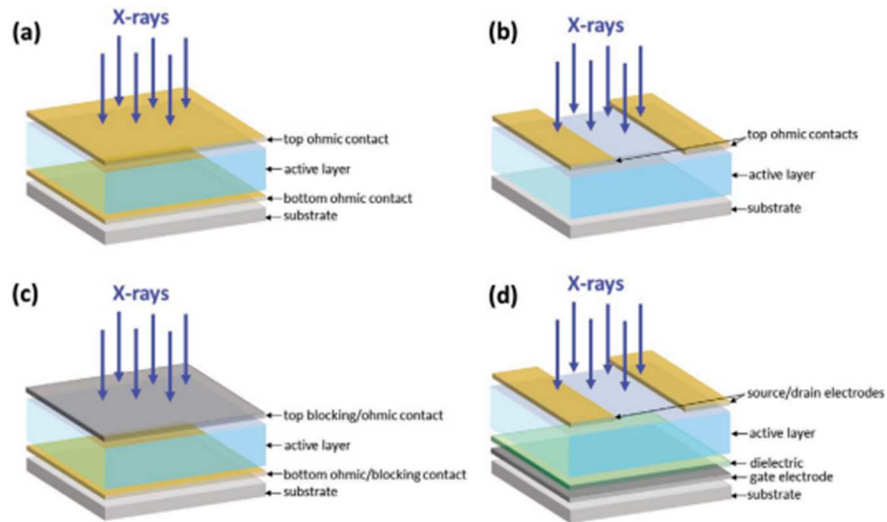 (a)
X-rays
top ohmic contact
active layer
bottom ohmic contact
substrate
(b)
X-rays
top ohmic contacts
active layer
substrate
(c)
X-rays
top blocking/ohmic contact
active layer
bottom ohmic/blocking contact
substrate
(d)
X-rays
source/drain electrodes
active layer
dielectric
gate electrode
substrate